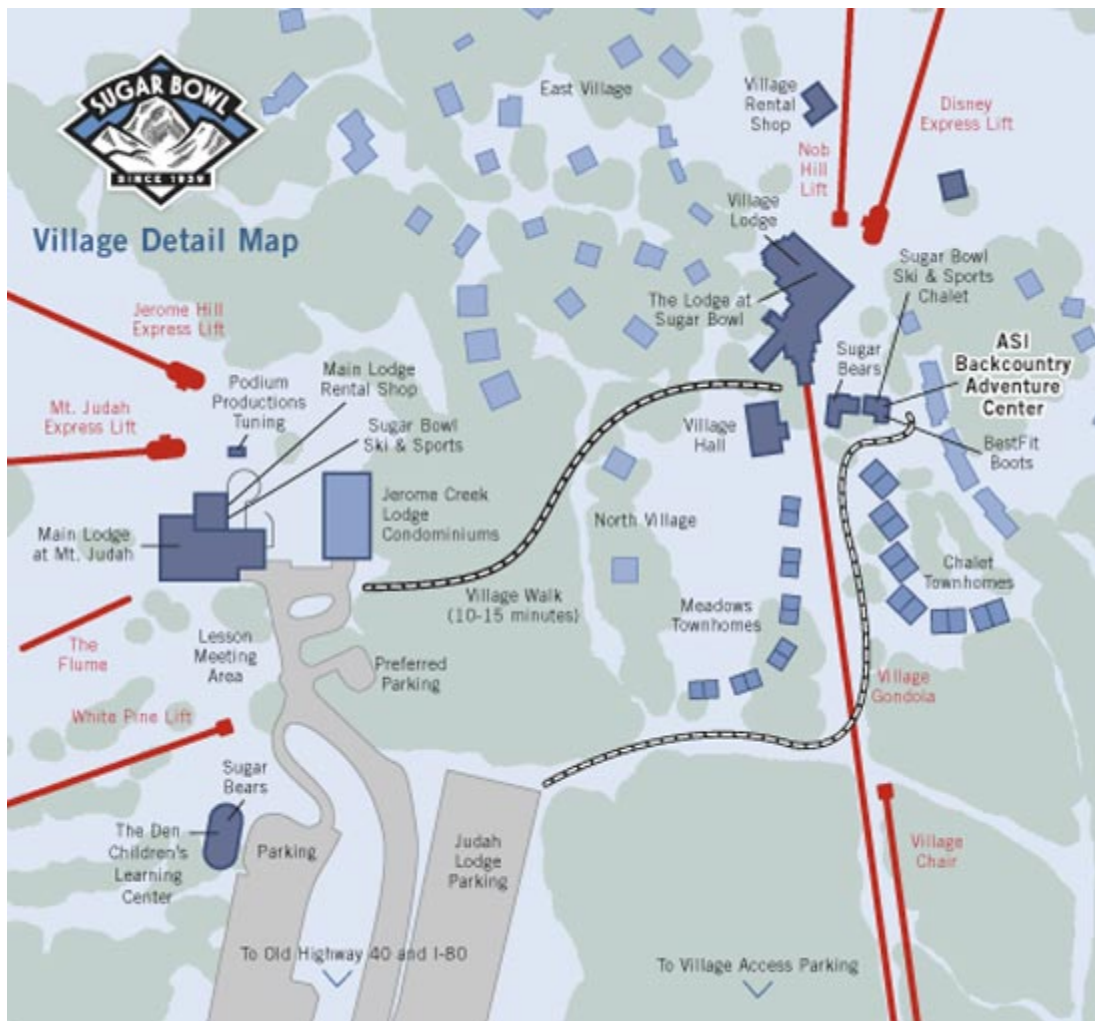 SUGAR BOWL
SINCE 1939
Village Detail Map
East Village
Village
Rental
Shop
Disney
Express Lift
Nob
Hill
Lift
Village
Lodge
Sugar Bowl
Ski & Sports
Chalet
The Lodge at
Sugar Bowl
Jerome Hill
Express Lift
Sugar
Bears
ASI
Backcountry
Adventure
Center
Main Lodge
Rental Shop
Podium
Productions
Tuning
Mt. Judah
Express Lift
Sugar Bowl
Ski & Sports
Village
Hall
BestFit
Boots
Jerome Creek
Lodge
Condominiums
North Village
Main Lodge
at Mt. Judah
Chalet
Townhomes
Village Walk
(10-15 minutes)
Meadows
Townhomes
The
Flume
Lesson
Meeting
Area
Preferred
Parking
Village
Gondola
White Pine Lift
Sugar
Bears
The Den
Children's
Learning
Center
Parking
Judah
Lodge
Parking
Village
Chair
To Old Highway 40 and I-80
To Village Access Parking